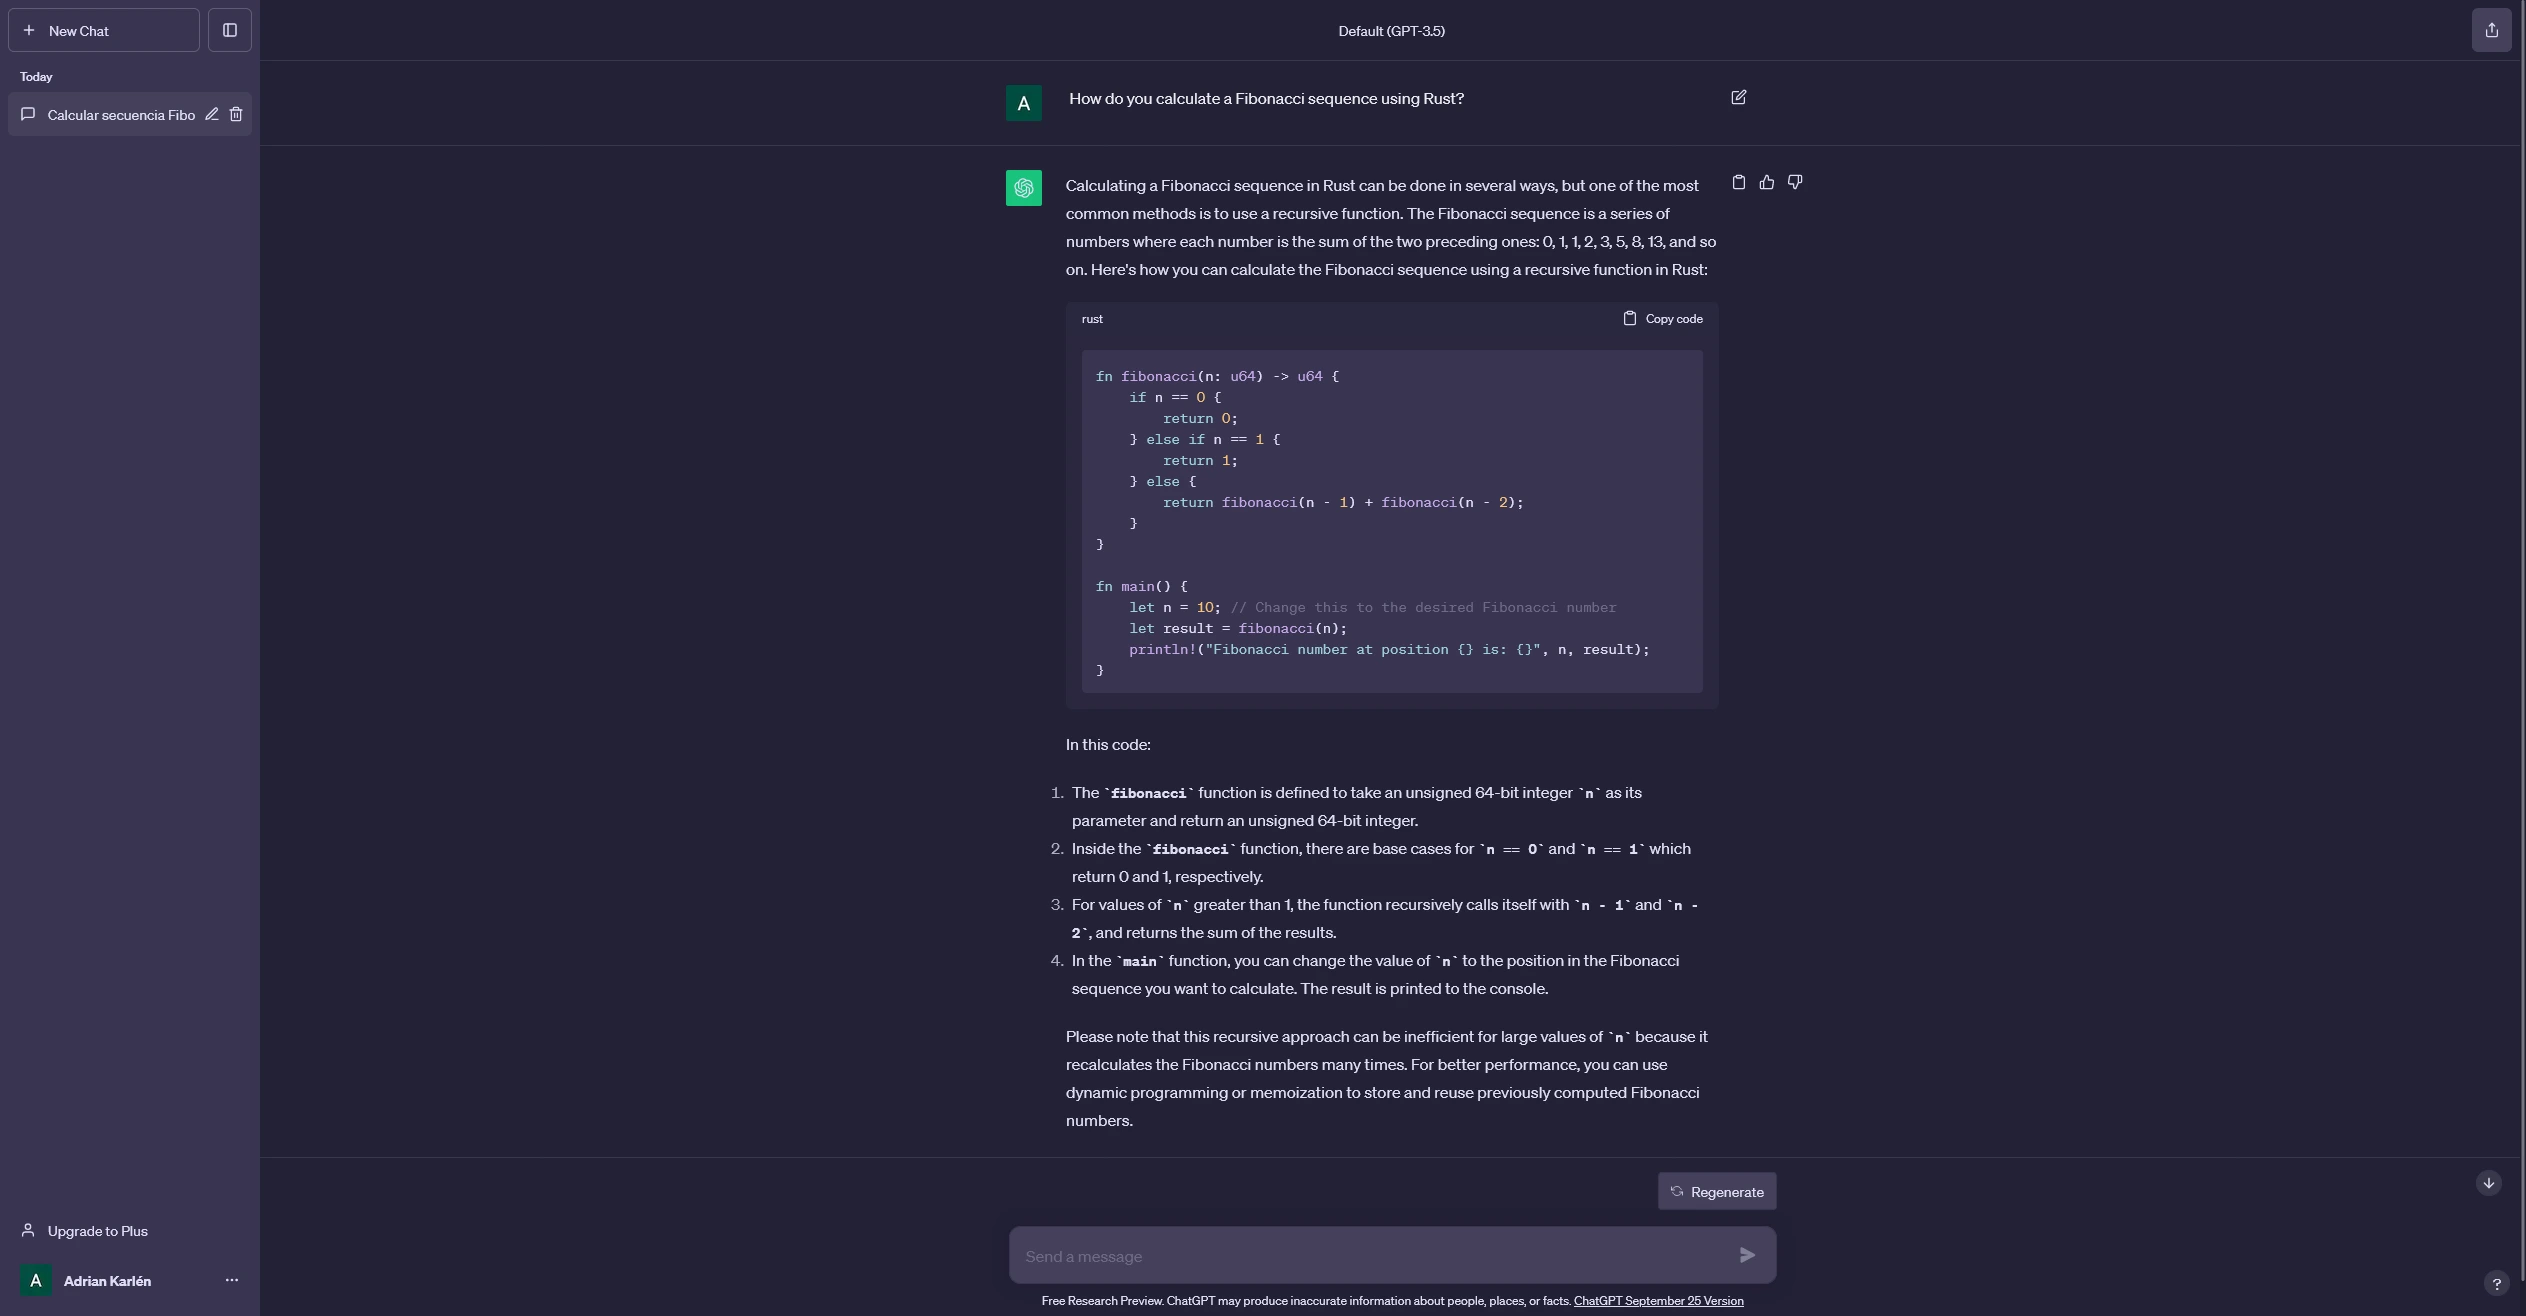 New Chat
Today
Calcular secuencia Fibo
Upgrade to Plus
A
Adrian Karlén
Default (GPT-3.5)
A
How do you calculate a Fibonacci sequence using Rust?
Calculating a Fibonacci sequence in Rust can be done in several ways, but one of the most
common methods is to use a recursive function. The Fibonacci sequence is a series of
numbers where each number is the sum of the two preceding ones: 0, 1, 1, 2, 3, 5, 8, 13, and so
on. Here's how you can calculate the Fibonacci sequence using a recursive function in Rust:
rust
Copy code
fn fibonacci(n: u64) -> u64 {
    if n == 0 {
        return 0;
    } else if n == 1 {
        return 1;
    } else {
        return fibonacci(n - 1) + fibonacci(n - 2);
    }
}
fn main() {
    let n = 10; // Change this to the desired Fibonacci number
    let result = fibonacci(n);
    println!("Fibonacci number at position {} is: {}", n, result);
}
In this code:
1. The `fibonacci` function is defined to take an unsigned 64-bit integer `n` as its
parameter and return an unsigned 64-bit integer.
2. Inside the `fibonacci` function, there are base cases for `n == 0` and `n == 1` which
return 0 and 1, respectively.
3. For values of `n` greater than 1, the function recursively calls itself with `n - 1` and `n -
2`, and returns the sum of the results.
4. In the `main` function, you can change the value of `n` to the position in the Fibonacci
sequence you want to calculate. The result is printed to the console.
Please note that this recursive approach can be inefficient for large values of `n` because it
recalculates the Fibonacci numbers many times. For better performance, you can use
dynamic programming or memoization to store and reuse previously computed Fibonacci
numbers.
Regenerate
Send a message
Free Research Preview. ChatGPT may produce inaccurate information about people, places, or facts. ChatGPT September 25 Version
?